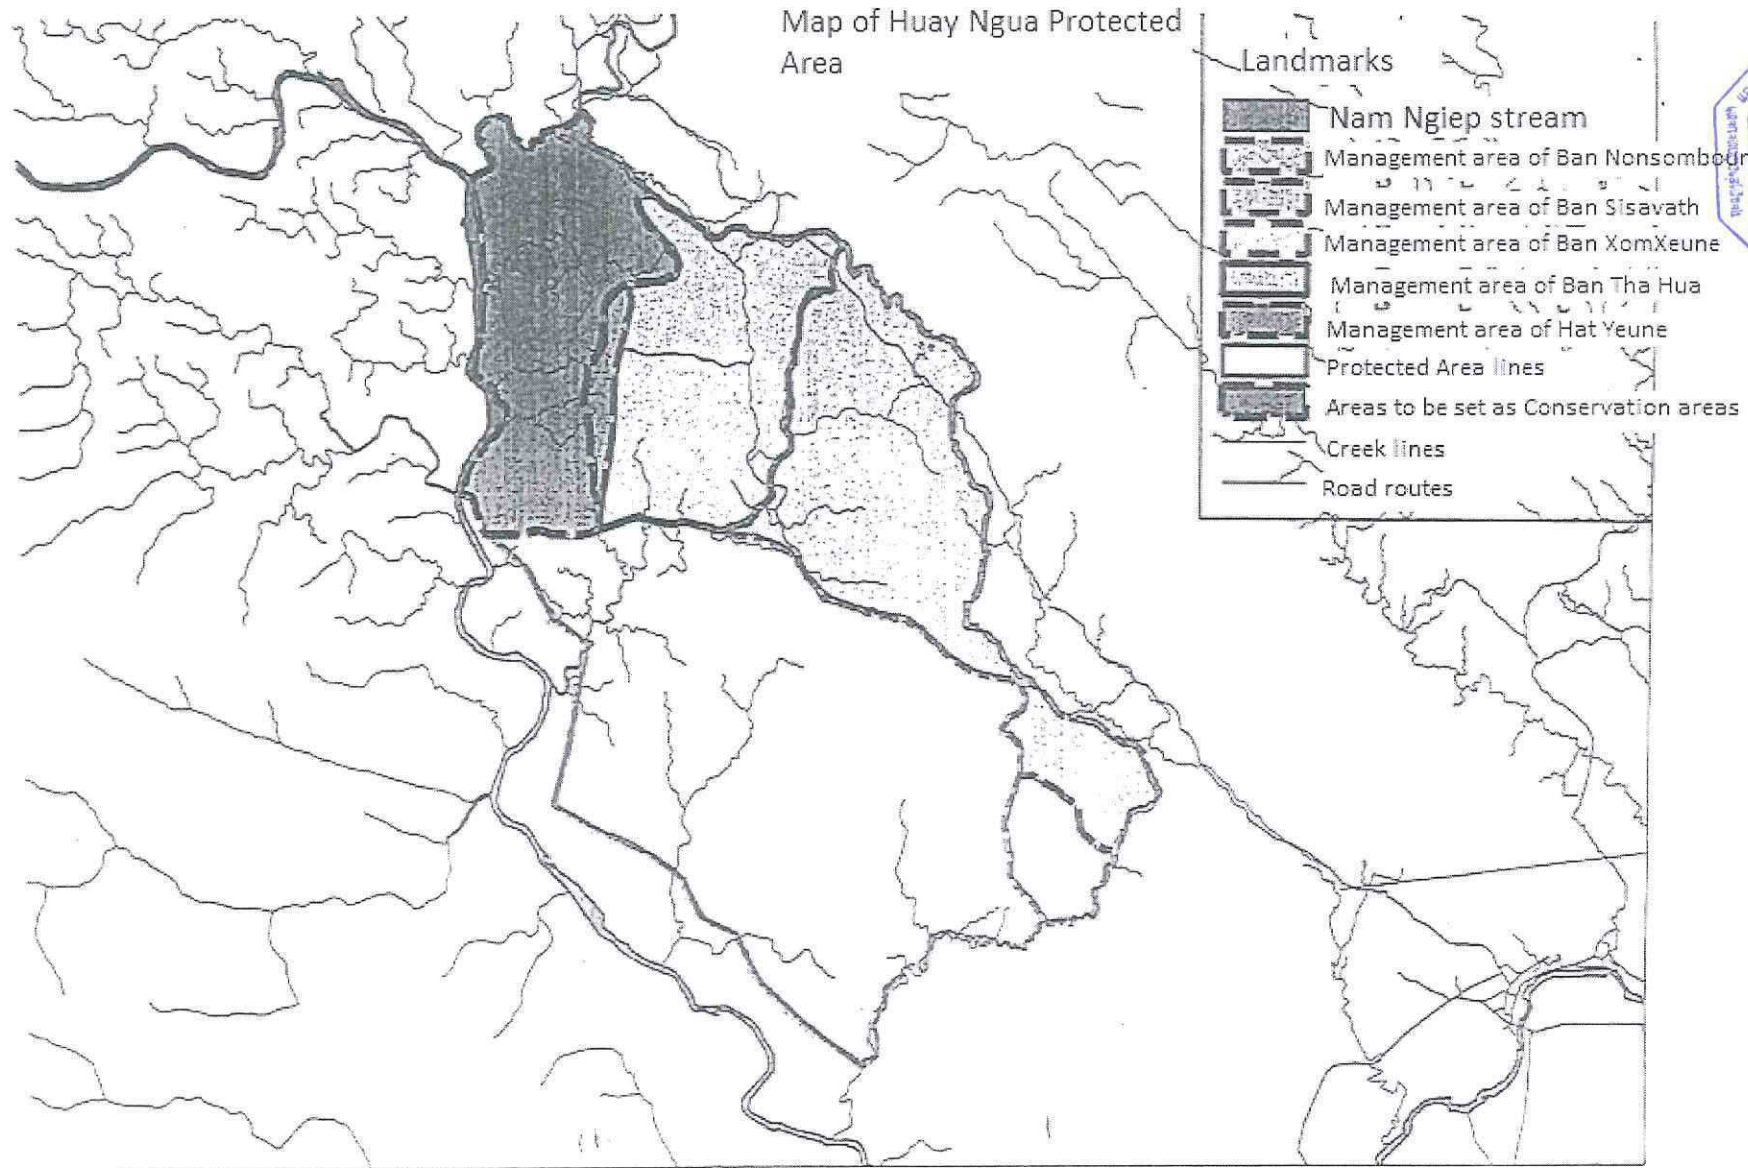 Map of Huay Ngua Protected
Area
Landmarks
Nam Ngiep stream
Management area of Ban Nonsomboun
Management area of Ban Sisavath
Management area of Ban XomXeune
Management area of Ban Tha Hua
Management area of Hat Yeune
Protected Area lines
Areas to be set as Conservation areas
Creek lines
Road routes